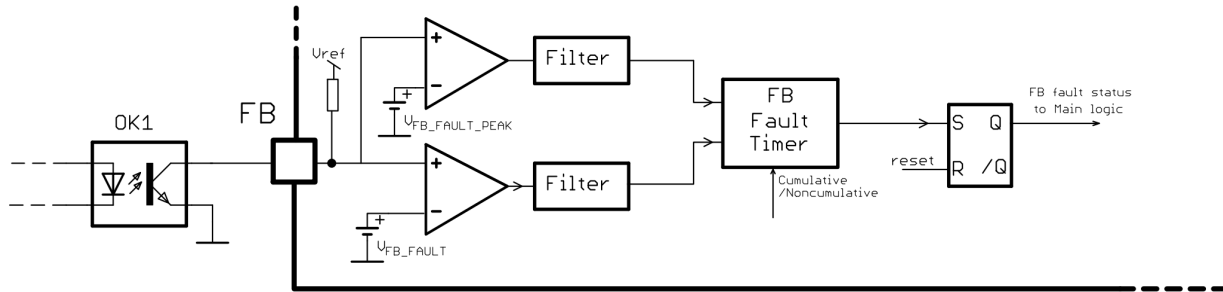 Vref
+
−
+
VFB_FAULT_PEAK
Filter
FB
Fault
Timer
FB fault status
to Main logic
FB
OK1
+
−
+
VFB_FAULT
Filter
Cumulative
/Noncumulative
S Q
reset
R /Q